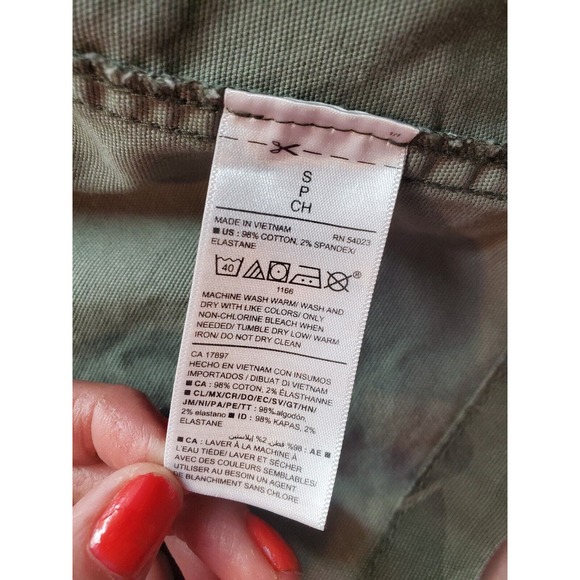 S
P
CH
MADE IN VIETNAM RN 54023
■ US : 98% COTTON, 2% SPANDEX/
ELASTANE
40
1166
MACHINE WASH WARM/ WASH AND
DRY WITH LIKE COLORS/ ONLY
NON-CHLORINE BLEACH WHEN
NEEDED/ TUMBLE DRY LOW/ WARM
IRON/ DO NOT DRY CLEAN
CA 17897
HECHO EN VIETNAM CON INSUMOS
IMPORTADOS / DIBUAT DI VIETNAM
■ CA : 98% COTON, 2% ÉLASTHANNE
■ CL/MX/CR/DO/EC/SV/GT/HN/
JM/NI/PA/PE/TT : 98% algodón,
2% elastano ■ ID : 98% KAPAS, 2%
ELASTANE
■ AE : 98% قطن, 2% ايلاستين
■ CA : LAVER À LA MACHINE À
L'EAU TIÈDE/ LAVER ET SÉCHER
AVEC DES COULEURS SEMBLABLES/
UTILISER AU BESOIN UN AGENT
DE BLANCHIMENT SANS CHLORE